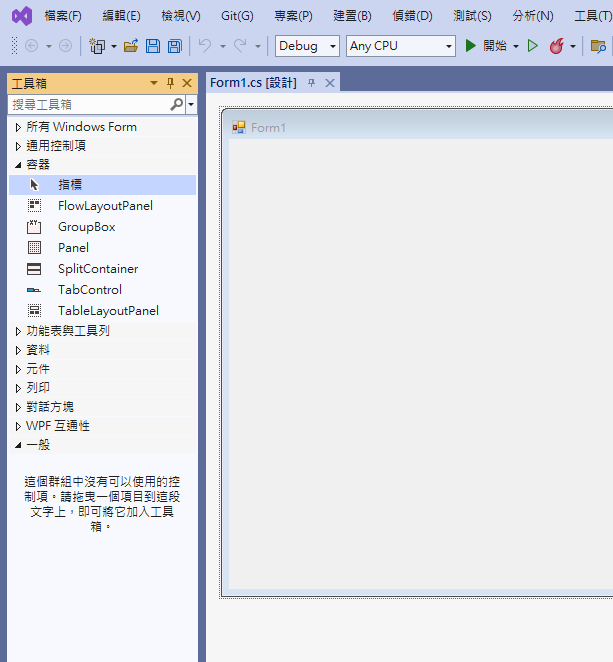 檔案(F) 編輯(E) 檢視(V) Git(G) 專案(P) 建置(B) 偵錯(D) 測試(S) 分析(N) 工具(T)
Debug Any CPU 開始
工具箱
搜尋工具箱
所有 Windows Form
通用控制項
容器
指標
FlowLayoutPanel
GroupBox
Panel
SplitContainer
TabControl
TableLayoutPanel
功能表與工具列
資料
元件
列印
對話方塊
WPF 互通性
一般
這個群組中沒有可以使用的控
制項。請拖曳一個項目到這段
文字上，即可將它加入工具
箱。
Form1.cs [設計]
Form1